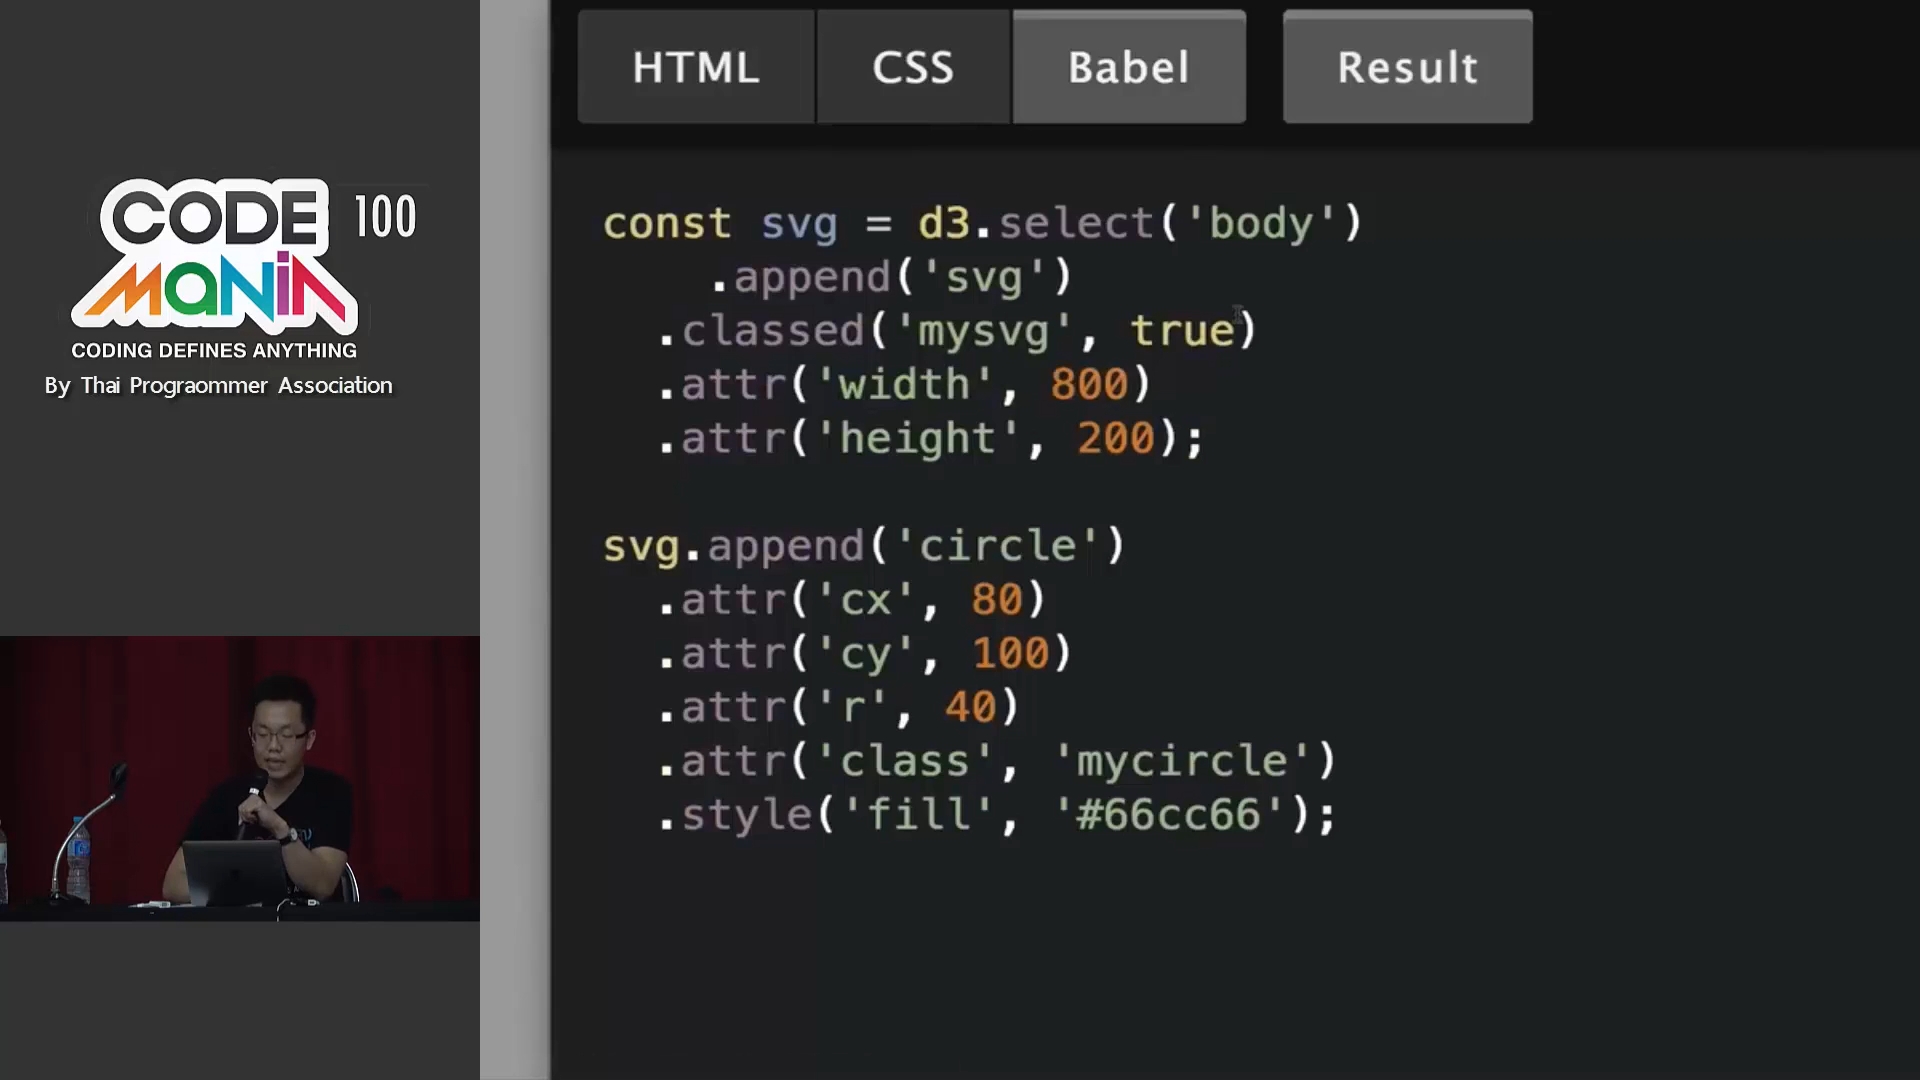 CODE 100
MANiA
CODING DEFINES ANYTHING
By Thai Prograommer Association
HTML
CSS
Babel
Result
const svg = d3.select('body')
.append('svg')
.classed('mysvg', true)
.attr('width', 800)
.attr('height', 200);
svg.append('circle')
.attr('cx', 80)
.attr('cy', 100)
.attr('r', 40)
.attr('class', 'mycircle')
.style('fill', '#66cc66');